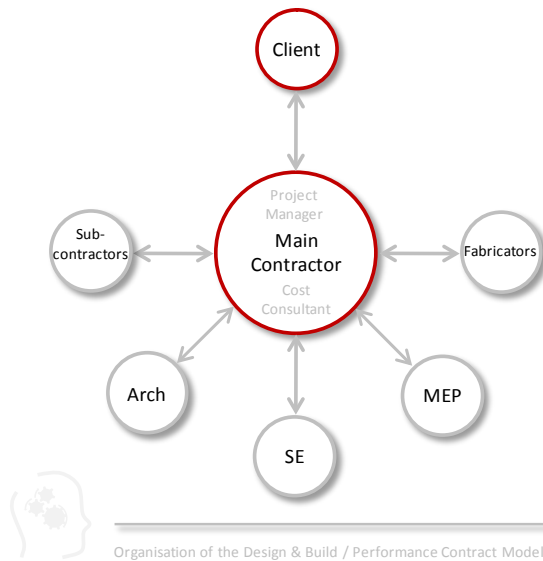 Client
Project
Manager
Main
Contractor
Cost
Consultant
Sub-
contractors
Fabricators
Arch
MEP
SE
Organisation of the Design & Build / Performance Contract Model